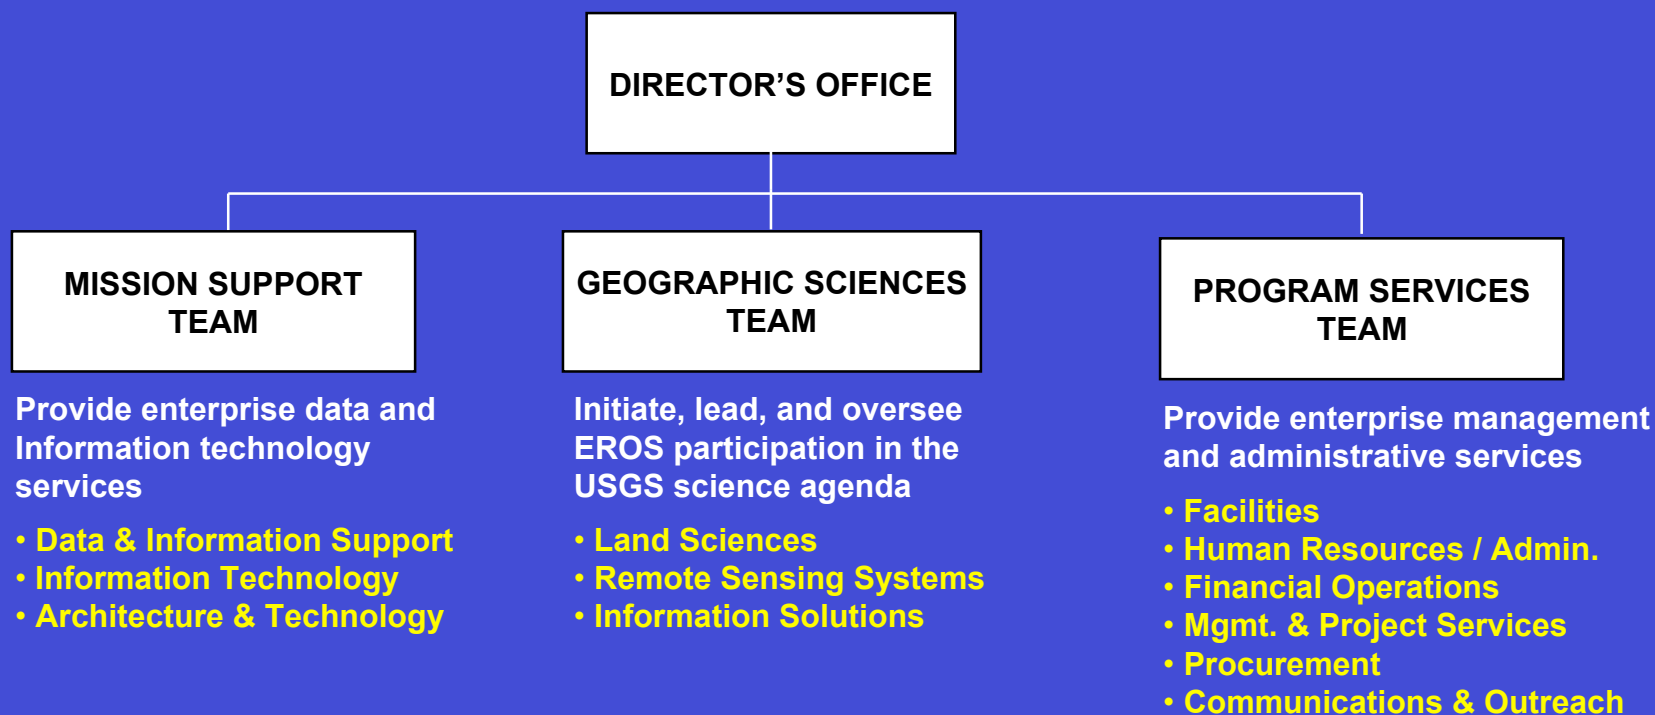 DIRECTOR’S OFFICE
MISSION SUPPORT
TEAM
Provide enterprise data and
Information technology
services
• Data & Information Support
• Information Technology
• Architecture & Technology
GEOGRAPHIC SCIENCES
TEAM
Initiate, lead, and oversee
EROS participation in the
USGS science agenda
• Land Sciences
• Remote Sensing Systems
• Information Solutions
PROGRAM SERVICES
TEAM
Provide enterprise management
and administrative services
• Facilities
• Human Resources / Admin.
• Financial Operations
• Mgmt. & Project Services
• Procurement
• Communications & Outreach